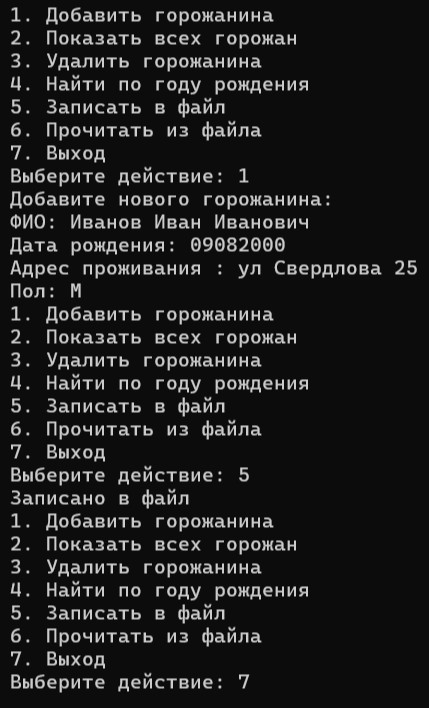 1. Добавить горожанина
2. Показать всех горожан
3. Удалить горожанина
4. Найти по году рождения
5. Записать в файл
6. Прочитать из файла
7. Выход
Выберите действие: 1
Добавите нового горожанина:
ФИО: Иванов Иван Иванович
Дата рождения: 09082000
Адрес проживания : ул Свердлова 25
Пол: М
1. Добавить горожанина
2. Показать всех горожан
3. Удалить горожанина
4. Найти по году рождения
5. Записать в файл
6. Прочитать из файла
7. Выход
Выберите действие: 5
Записано в файл
1. Добавить горожанина
2. Показать всех горожан
3. Удалить горожанина
4. Найти по году рождения
5. Записать в файл
6. Прочитать из файла
7. Выход
Выберите действие: 7